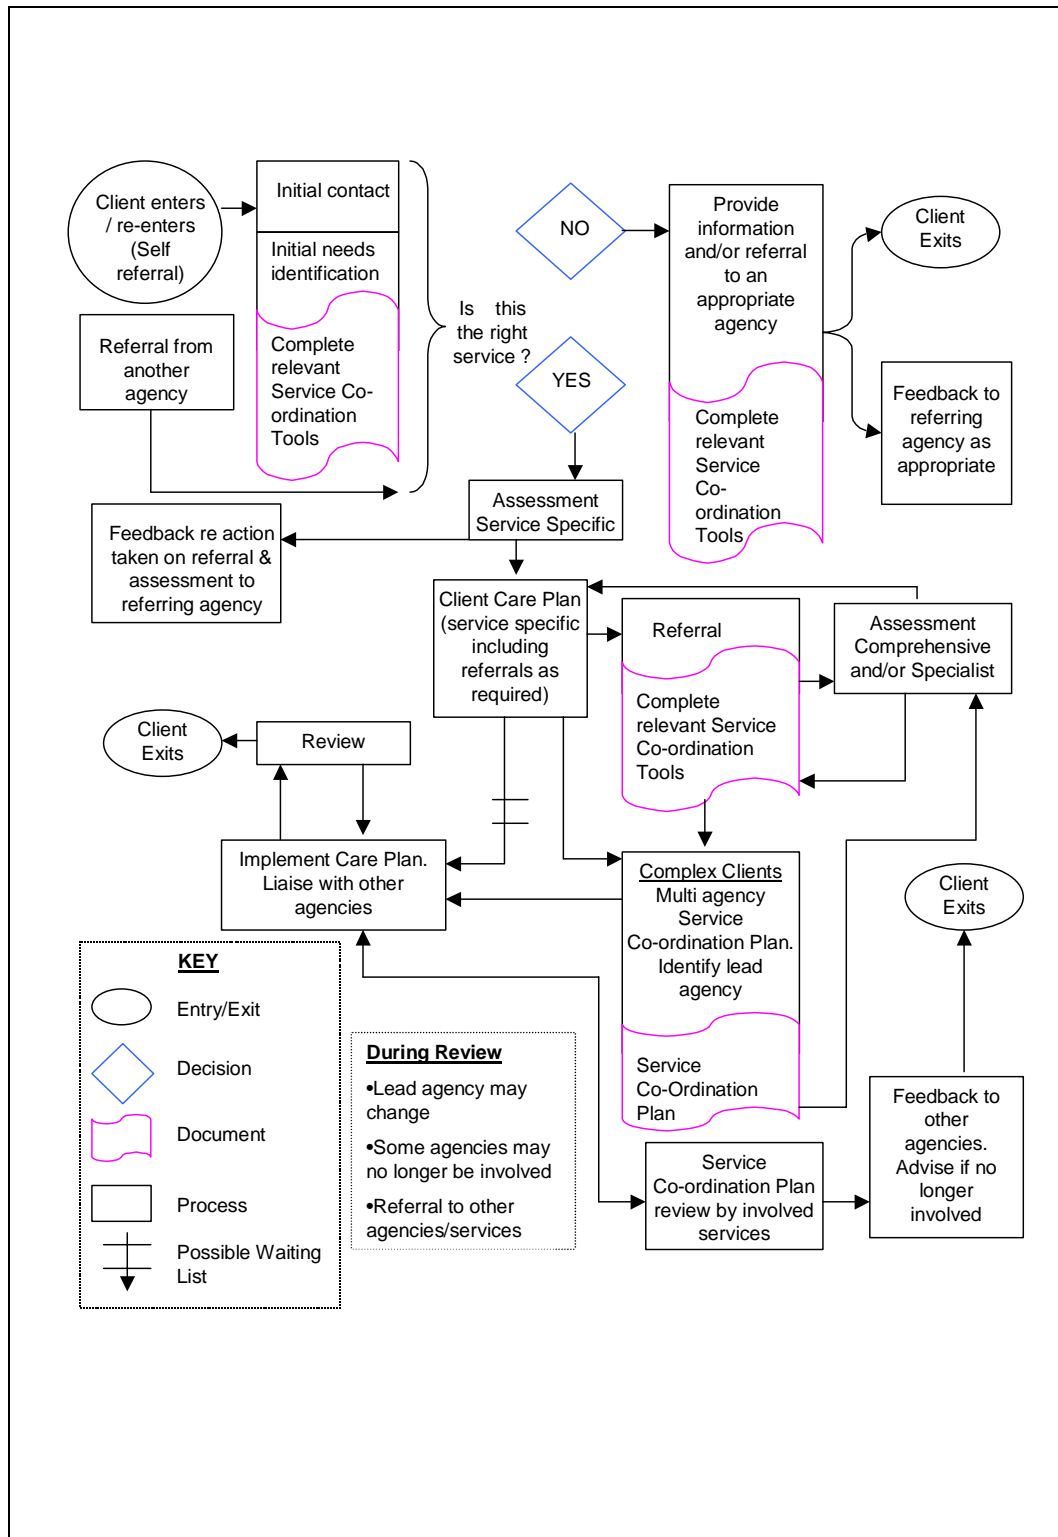 Client enters
/ re-enters
(Self
referral)
Initial contact
Initial needs
identification
Complete
relevant
Service Co-
ordination
Tools
Referral from
another
agency
Is this
the right
service ?
NO
YES
Provide
information
and/or referral
to an
appropriate
agency
Complete
relevant
Service
Co-
ordination
Tools
Client
Exits
Feedback to
referring
agency as
appropriate
Assessment
Service Specific
Feedback re action
taken on referral &
assessment to
referring agency
Client Care Plan
(service specific
including
referrals as
required)
Referral
Complete
relevant Service
Co-ordination
Tools
Assessment
Comprehensive
and/or Specialist
Client
Exits
Review
Implement Care Plan.
Liaise with other
agencies
Complex Clients
Multi agency
Service
Co-ordination Plan.
Identify lead
agency
Service
Co-Ordination
Plan
Client
Exits
KEY
Entry/Exit
Decision
Document
Process
Possible Waiting
List
During Review
•Lead agency may
change
•Some agencies may
no longer be involved
•Referral to other
agencies/services
Service
Co-ordination Plan
review by involved
services
Feedback to
other
agencies.
Advise if no
longer
involved